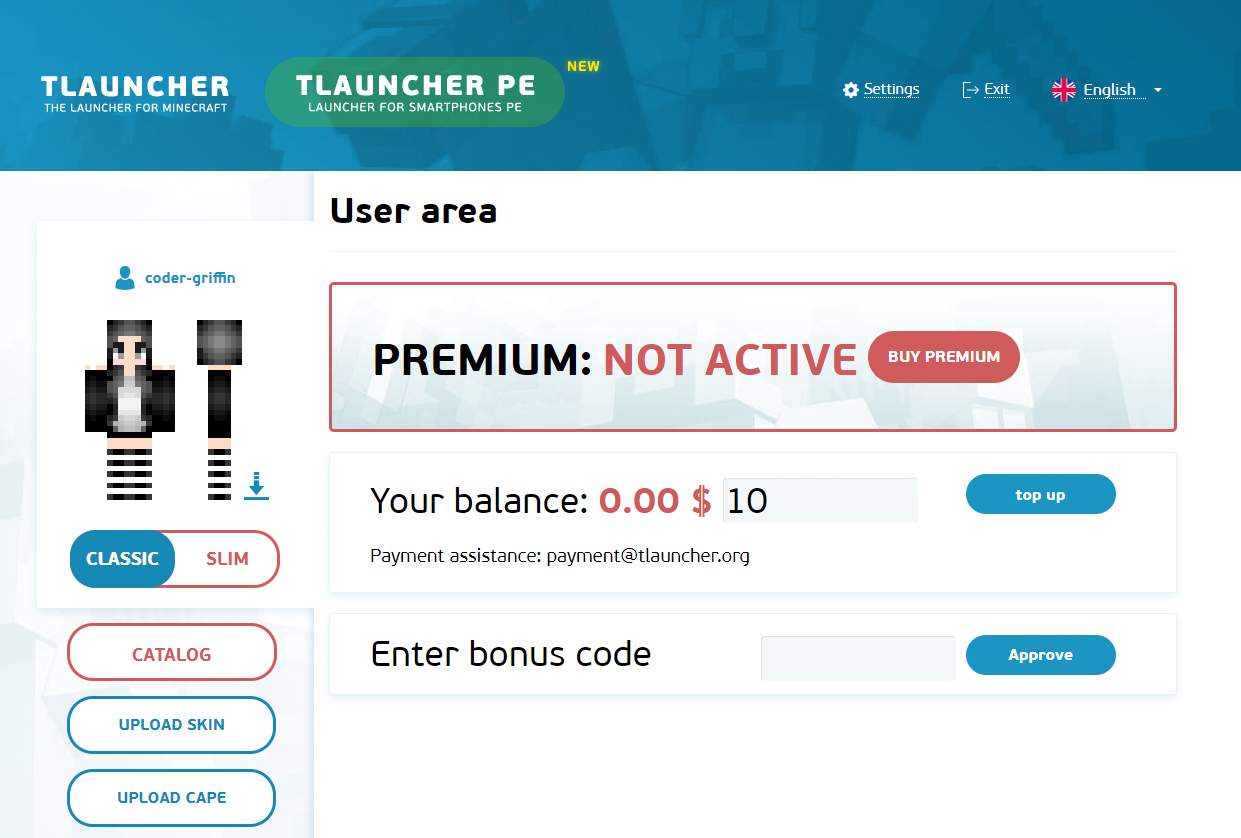 TLAUNCHER
THE LAUNCHER FOR MINECRAFT
TLAUNCHER PE
LAUNCHER FOR SMARTPHONES PE
NEW
Settings
Exit
English
coder-griffin
CLASSIC
SLIM
CATALOG
UPLOAD SKIN
UPLOAD CAPE
User area
PREMIUM: NOT ACTIVE BUY PREMIUM
Your balance: 0.00 $ 10 top up
Payment assistance: payment@tlauncher.org
Enter bonus code Approve